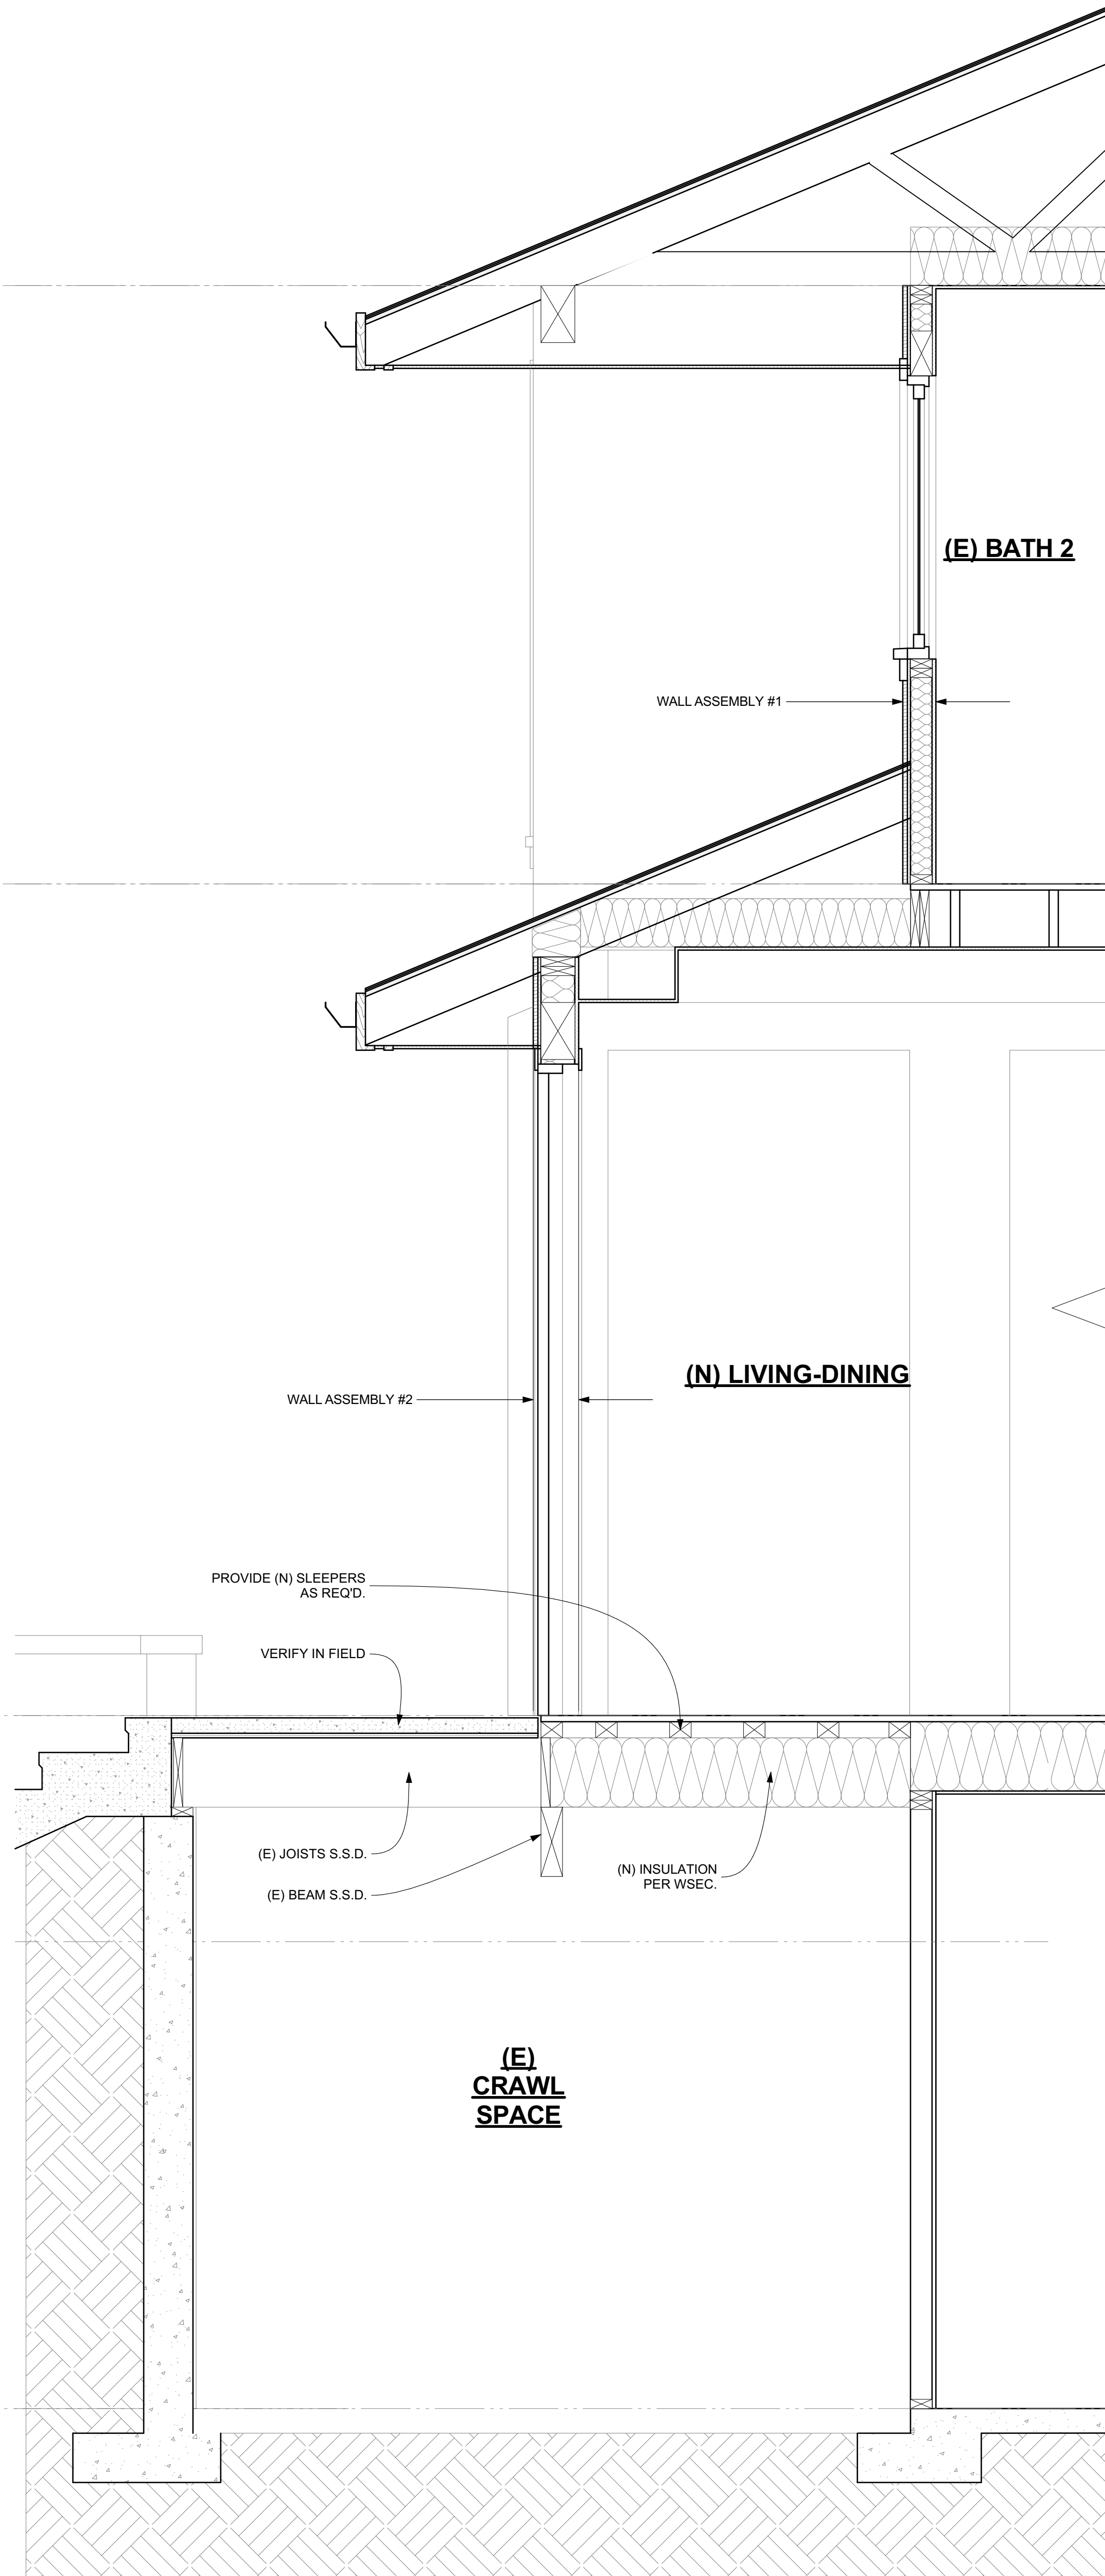 (E) BATH 2
WALL ASSEMBLY #1
(N) LIVING-DINING
WALL ASSEMBLY #2
PROVIDE (N) SLEEPERS
AS REQ'D.
VERIFY IN FIELD
(E) JOISTS S.S.D.
(E) BEAM S.S.D.
(N) INSULATION
PER WSEC.
(E)
CRAWL
SPACE